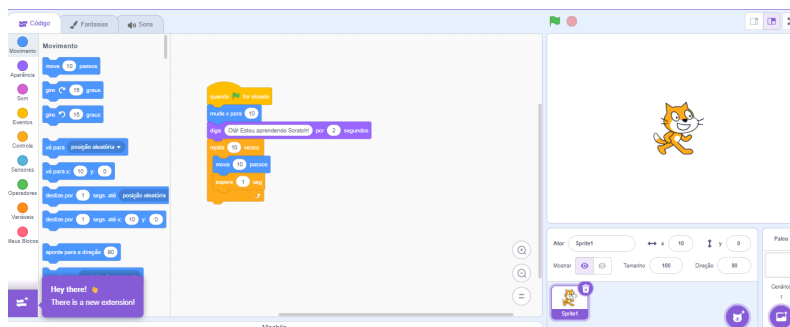 Código
Fantasias
Sons
Movimento
Aparência
Som
Eventos
Controle
Sensores
Operadores
Variáveis
Meus Blocos
Movimento
mova 10 passos
gire 15 graus
gire 15 graus
vá para posição aleatória
vá para x: 10 y: 0
deslize por 1 segs. até posição aleatória
deslize por 1 segs. até x: 10 y: 0
aponte para a direção 90
Hey there!
There is a new extension!
quando for clicado
mude x para 10
diga Olá! Estou aprendendo Scratch! por 2 segundos
repita 10 vezes
mova 10 passos
espere 1 seg
Ator Sprite1 x 10 y 0
Mostrar Tamanho 100 Direção 90
Sprite1
Palco
Cenários
1